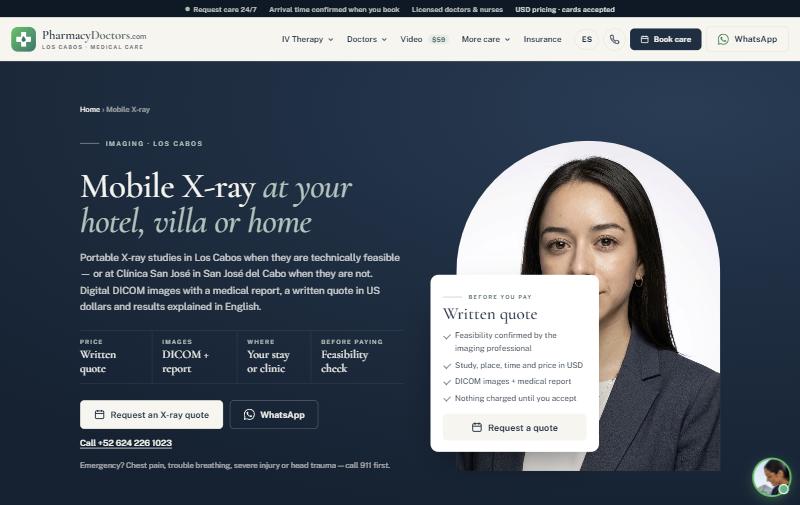 Request care 24/7 Arrival time confirmed when you book Licensed doctors & nurses USD pricing · cards accepted
PharmacyDoctors.com
LOS CABOS · MEDICAL CARE
IV Therapy Doctors Video $59 More care Insurance ES Book care WhatsApp
Home › Mobile X-ray
IMAGING · LOS CABOS
Mobile X-ray at your
hotel, villa or home
Portable X-ray studies in Los Cabos when they are technically feasible
— or at Clínica San José in San José del Cabo when they are not.
Digital DICOM images with a medical report, a written quote in US
dollars and results explained in English.
PRICE
Written
quote
IMAGES
DICOM +
report
WHERE
Your stay
or clinic
BEFORE PAYING
Feasibility
check
Request an X-ray quote WhatsApp
Call +52 624 226 1023
Emergency? Chest pain, trouble breathing, severe injury or head trauma — call 911 first.
BEFORE YOU PAY
Written quote
Feasibility confirmed by the
imaging professional
Study, place, time and price in USD
DICOM images + medical report
Nothing charged until you accept
Request a quote